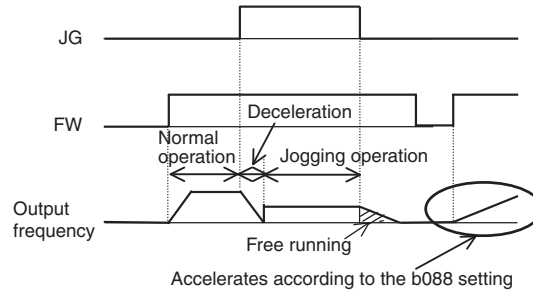 JG
FW
Deceleration
Normal
operation
Jogging operation
Output
frequency
Free running
Accelerates according to the b088 setting